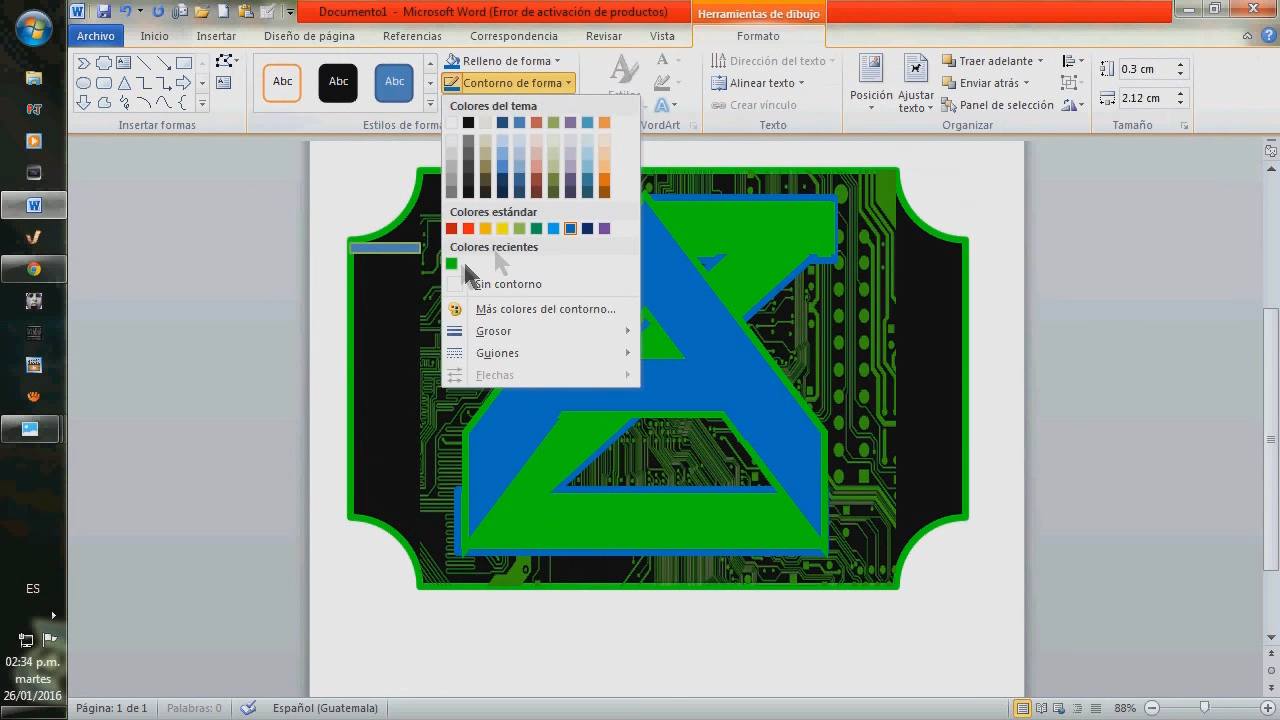 Documento1 - Microsoft Word (Error de activación de productos)
Herramientas de dibujo
Archivo Inicio Insertar Diseño de página Referencias Correspondencia Revisar Vista Formato
Abc Abc Abc
Relleno de forma
Contorno de forma
Insertar formas
Estilos de forma
WordArt
Dirección del texto
Alinear texto
Crear vínculo
Texto
Posición
Ajustar
texto
Traer adelante
Enviar atrás
Panel de selección
Organizar
0.3 cm
2.12 cm
Tamaño
Colores del tema
Colores estándar
Colores recientes
Sin contorno
Más colores del contorno...
Grosor
Guiones
Flechas
ES
02:34 p.m.
martes
26/01/2016
Página: 1 de 1
Palabras: 0
Español (Guatemala)
88%